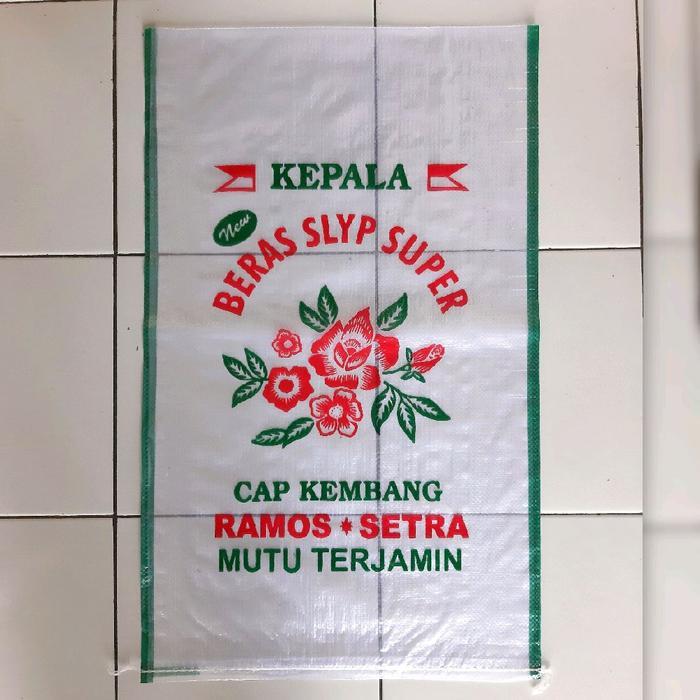 KEPALA
New
BERAS SLYP SUPER
CAP KEMBANG
RAMOS * SETRA
MUTU TERJAMIN